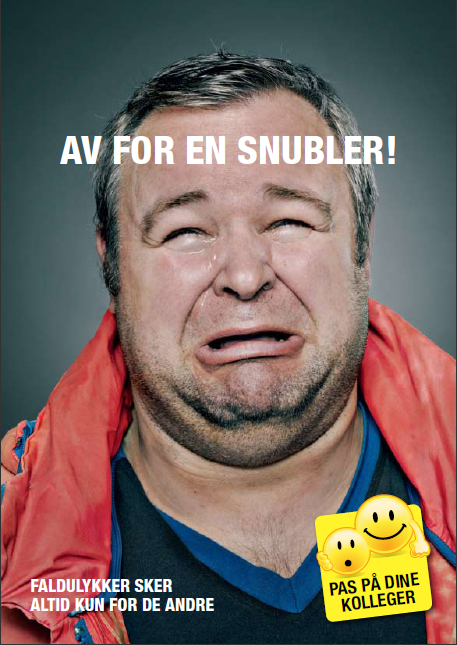 AV FOR EN SNUBLER!
FALDULYKKER SKER
ALTID KUN FOR DE ANDRE
PAS PÅ DINE
KOLLEGER